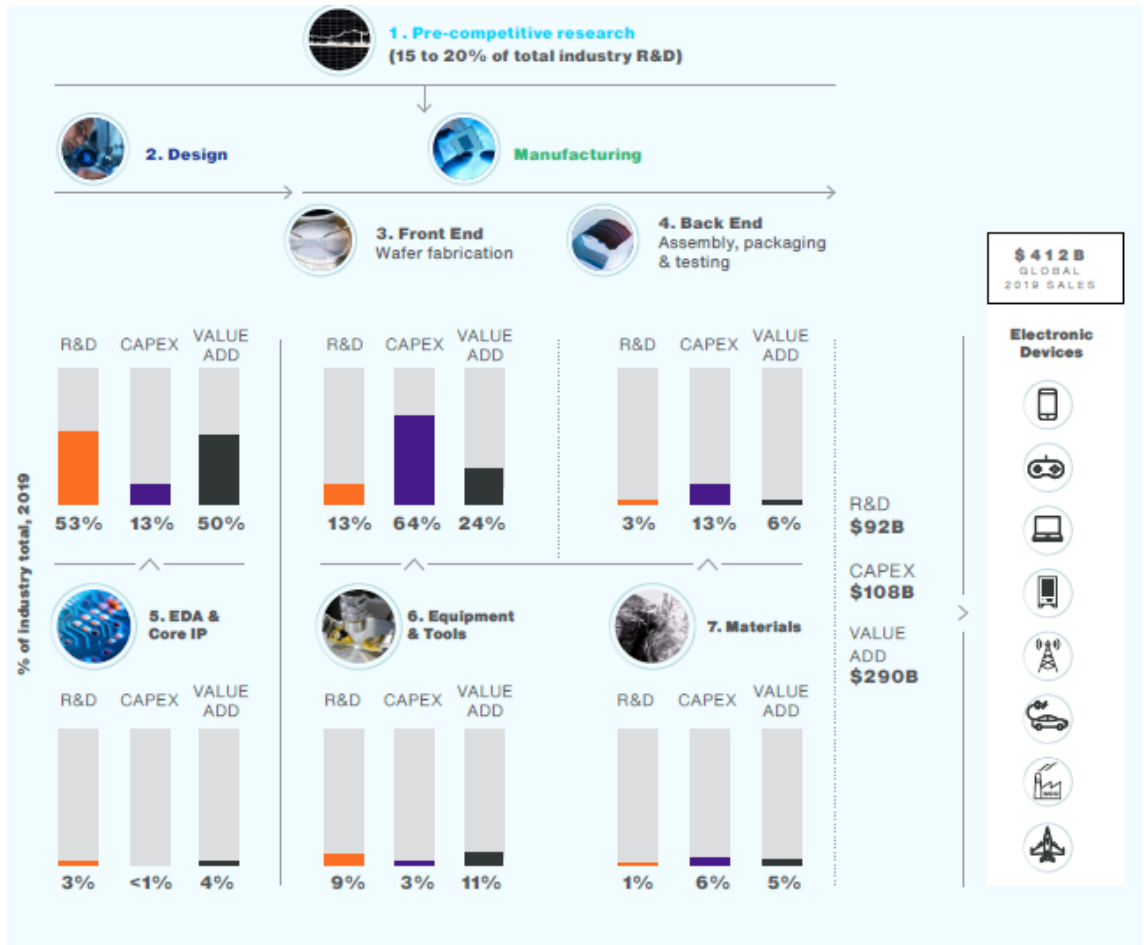 1. Pre-competitive research
(15 to 20% of total industry R&D)
2. Design
Manufacturing
3. Front End
Wafer fabrication
4. Back End
Assembly, packaging
& testing
$412B
GLOBAL
2019 SALES
Electronic
Devices
% of industry total, 2019
R&D CAPEX VALUE ADD
53% 13% 50%
R&D CAPEX VALUE ADD
13% 64% 24%
R&D CAPEX VALUE ADD
3% 13% 6%
5. EDA &
Core IP
6. Equipment
& Tools
7. Materials
R&D CAPEX VALUE ADD
3% <1% 4%
R&D CAPEX VALUE ADD
9% 3% 11%
R&D CAPEX VALUE ADD
1% 6% 5%
R&D
$92B
CAPEX
$108B
VALUE
ADD
$290B